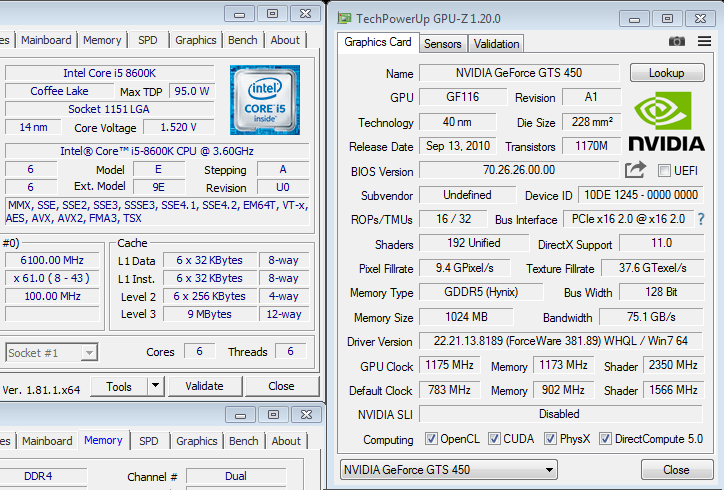 es Mainboard Memory SPD Graphics Bench About
Intel Core i5 8600K
Coffee Lake Max TDP 95.0 W
Socket 1151 LGA
14 nm Core Voltage 1.520 V
intel
CORE i5
inside™
Intel® Core™ i5-8600K CPU @ 3.60GHz
6 Model E Stepping A
6 Ext. Model 9E Revision U0
MMX, SSE, SSE2, SSE3, SSSE3, SSE4.1, SSE4.2, EM64T, VT-x,
AES, AVX, AVX2, FMA3, TSX
#0) Cache
6100.00 MHz L1 Data 6 x 32 KBytes 8-way
x 61.0 ( 8 - 43 ) L1 Inst. 6 x 32 KBytes 8-way
100.00 MHz Level 2 6 x 256 KBytes 4-way
Level 3 9 MBytes 12-way
Socket #1 Cores 6 Threads 6
Ver. 1.81.1.x64 Tools Validate Close
es Mainboard Memory SPD Graphics Bench About
DDR4 Channel # Dual
TechPowerUp GPU-Z 1.20.0
Graphics Card Sensors Validation
Name NVIDIA GeForce GTS 450 Lookup
GPU GF116 Revision A1
Technology 40 nm Die Size 228 mm²
NVIDIA
Release Date Sep 13, 2010 Transistors 1170M
BIOS Version 70.26.26.00.00 UEFI
Subvendor Undefined Device ID 10DE 1245 - 0000 0000
ROPs/TMUs 16 / 32 Bus Interface PCIe x16 2.0 @ x16 2.0 ?
Shaders 192 Unified DirectX Support 11.0
Pixel Fillrate 9.4 GPixel/s Texture Fillrate 37.6 GTexel/s
Memory Type GDDR5 (Hynix) Bus Width 128 Bit
Memory Size 1024 MB Bandwidth 75.1 GB/s
Driver Version 22.21.13.8189 (ForceWare 381.89) WHQL / Win7 64
GPU Clock 1175 MHz Memory 1173 MHz Shader 2350 MHz
Default Clock 783 MHz Memory 902 MHz Shader 1566 MHz
NVIDIA SLI Disabled
Computing OpenCL CUDA PhysX DirectCompute 5.0
NVIDIA GeForce GTS 450 Close